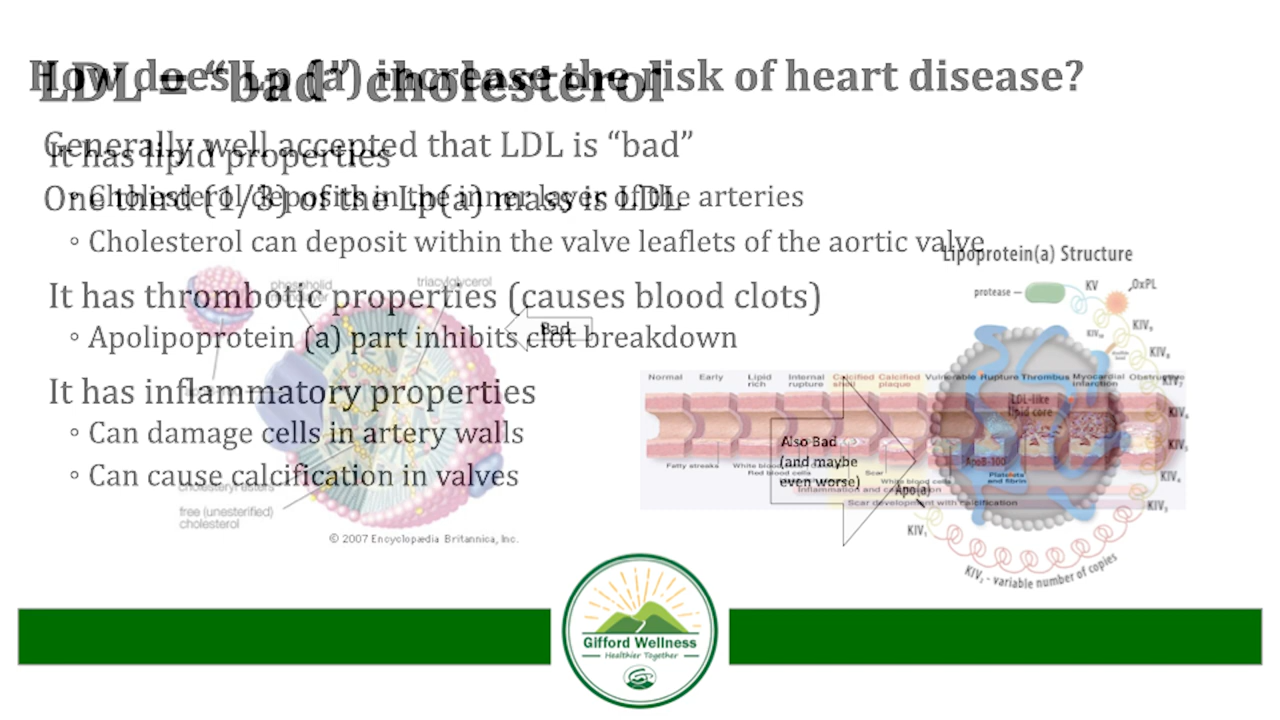 How does Lp (a) increase the risk of heart disease?
LDL = “bad” cholesterol
Generally well accepted that LDL is “bad”
It has lipid properties
One third (1/3) of the Lp(a) mass is LDL
◦ Cholesterol deposits in the inner layer of the arteries
◦ Cholesterol can deposit within the valve leaflets of the aortic valve
Lipoprotein(a) Structure
It has thrombotic properties (causes blood clots)
◦ Apolipoprotein (a) part inhibits clot breakdown
It has inflammatory properties
◦ Can damage cells in artery walls
◦ Can cause calcification in valves
phospholid
triacylglycerol
Bad
cholesteryl esters
free (unesterified)
cholesterol
© 2007 Encyclopædia Britannica, Inc.
protease
KV
OxPL
Normal Early Lipid rich Internal rupture Calcified shell Calcified plaque Vulnerable Rupture Thrombus Myocardial infarction
LDL-like
lipid core
ApoB-100
Also Bad
(and maybe
even worse)
Fatty streaks
Red blood cells
Scar
White blood cells
Platelets
and fibrin
Scar development with calcification
Apo(a)
KIV₁
KIV₂ - variable number of copies
Gifford Wellness
Healthier Together